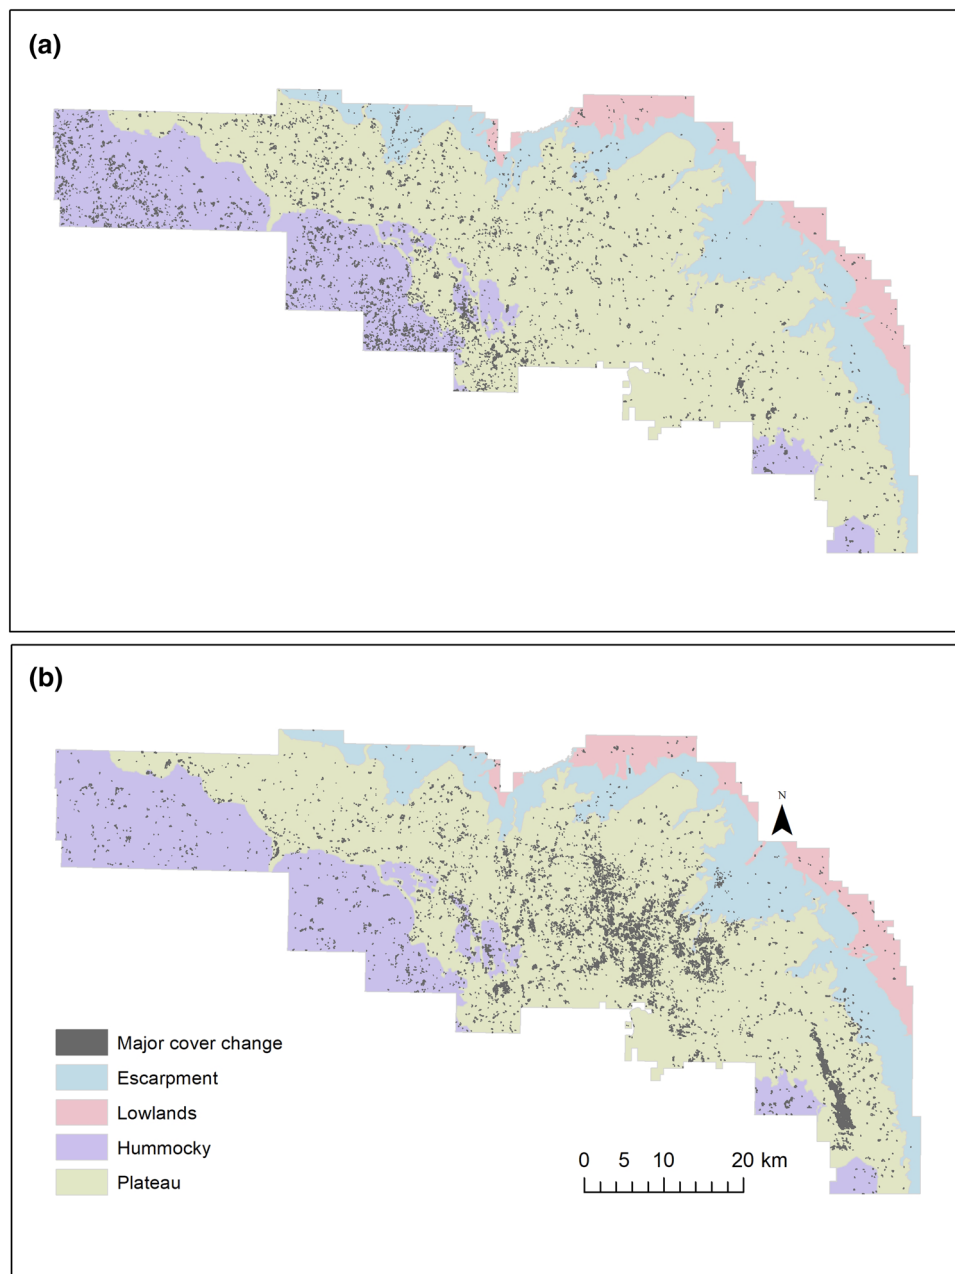 (a)
(b)
N
Major cover change
Escarpment
Lowlands
Hummocky
Plateau
0 5 10 20 km